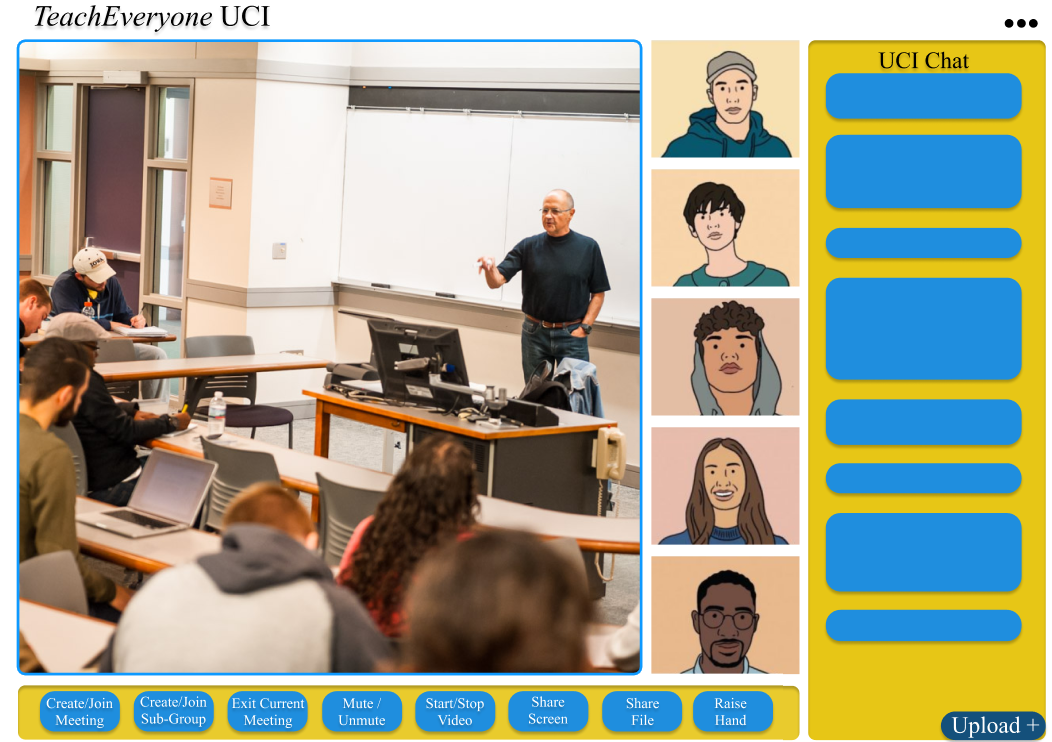 TeachEveryone UCI
•••
UCI Chat
IOWA
Create/Join
Meeting
Create/Join
Sub-Group
Exit Current
Meeting
Mute /
Unmute
Start/Stop
Video
Share
Screen
Share
File
Raise
Hand
Upload +